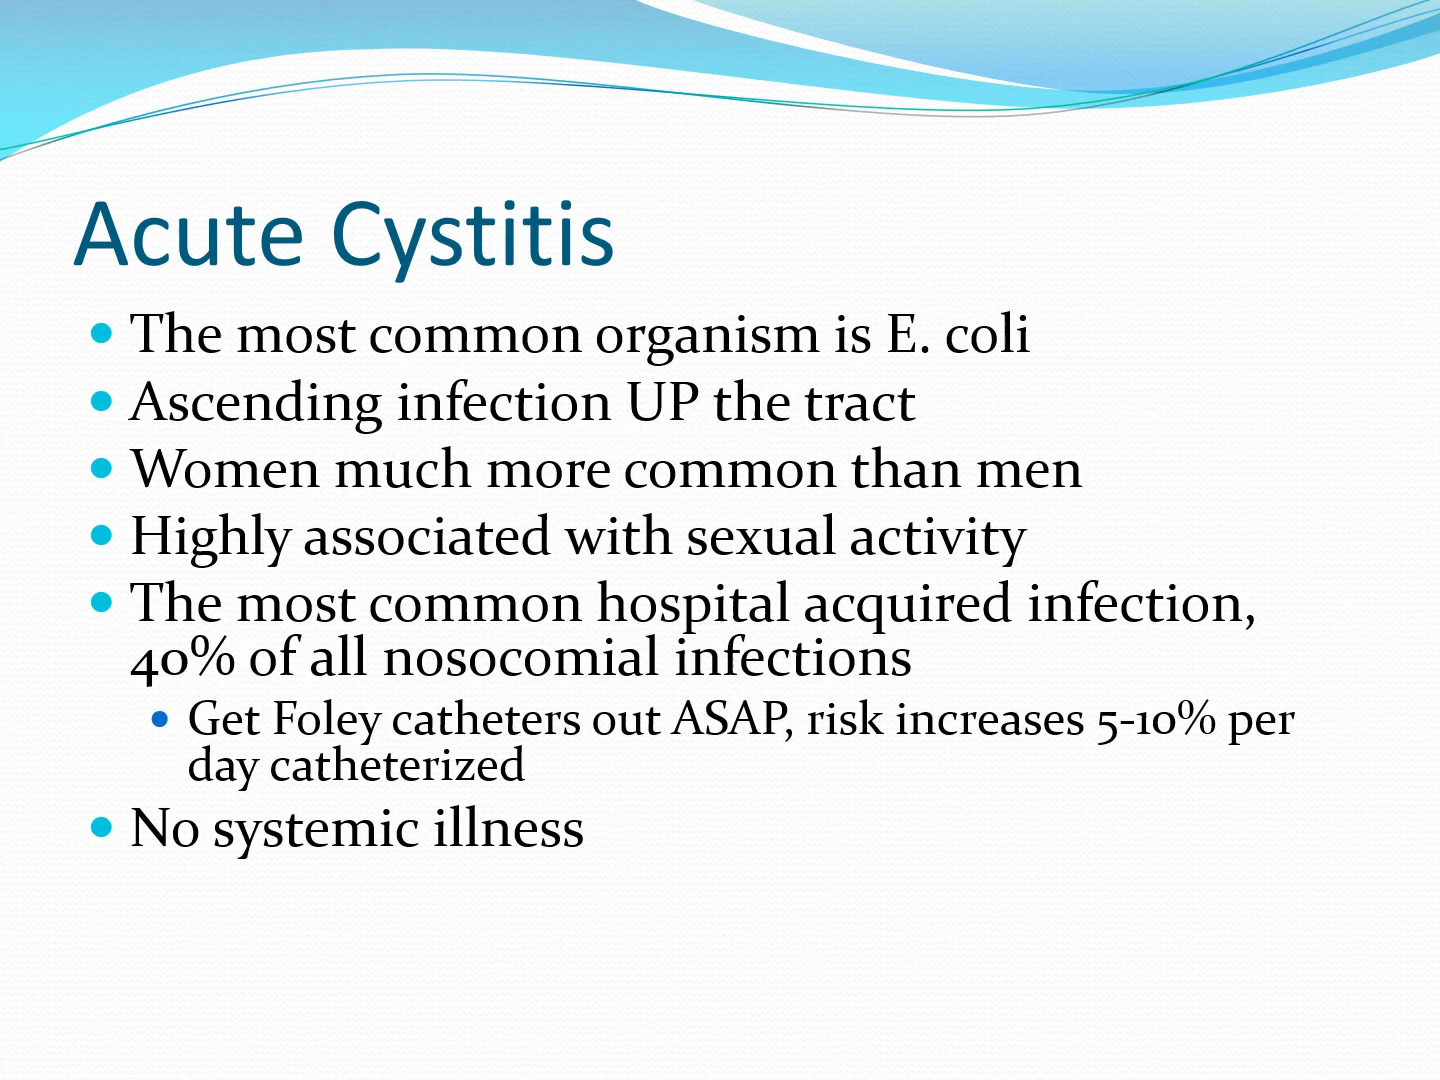 Acute Cystitis
• The most common organism is E. coli
• Ascending infection UP the tract
• Women much more common than men
• Highly associated with sexual activity
• The most common hospital acquired infection,
40% of all nosocomial infections
• Get Foley catheters out ASAP, risk increases 5-10% per
day catheterized
• No systemic illness